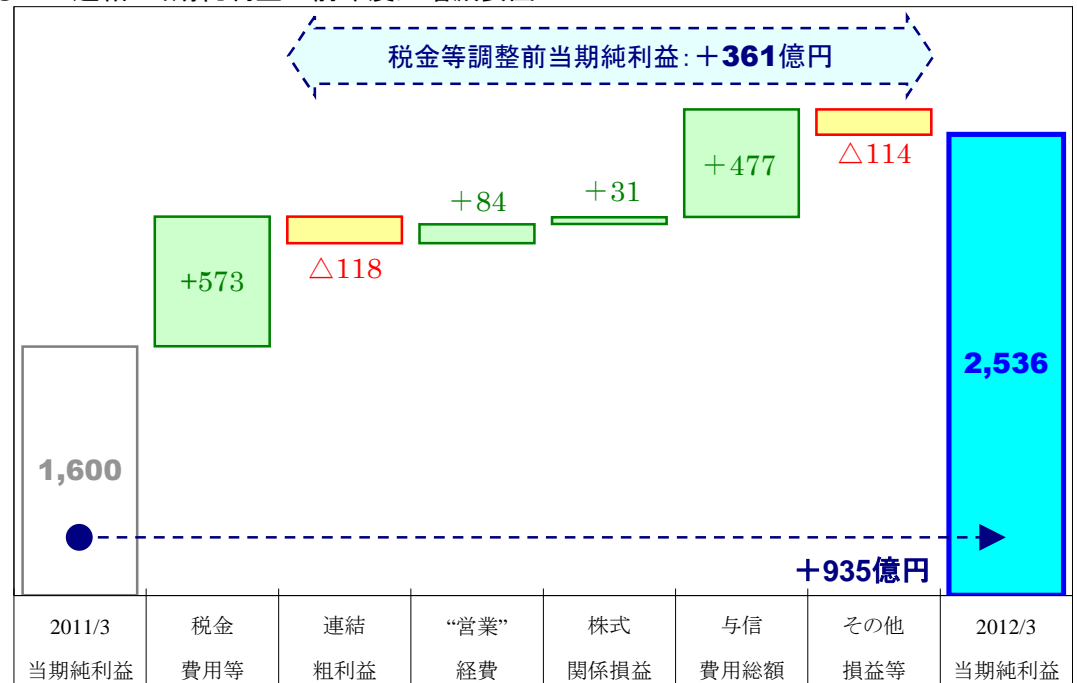 税金等調整前当期純利益:＋361億円
+573
△118
＋84
＋31
＋477
△114
1,600
2,536
＋935億円
2011/3 税金 連結 “営業” 株式 与信 その他 2012/3
当期純利益 費用等 粗利益 経費 関係損益 費用総額 損益等 当期純利益